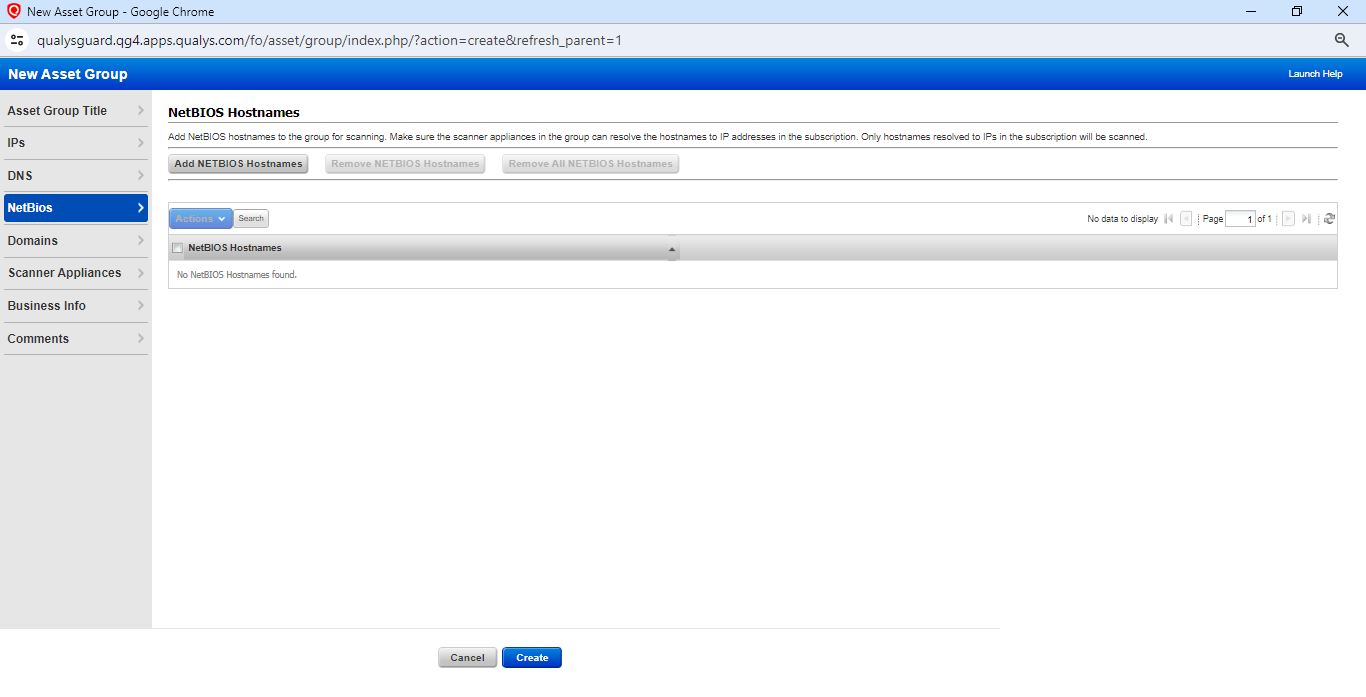 New Asset Group - Google Chrome
qualysguard.qg4.apps.qualys.com/fo/asset/group/index.php/?action=create&refresh_parent=1
New Asset Group
Launch Help
Asset Group Title
IPs
DNS
NetBios
Domains
Scanner Appliances
Business Info
Comments
NetBIOS Hostnames
Add NetBIOS hostnames to the group for scanning. Make sure the scanner appliances in the group can resolve the hostnames to IP addresses in the subscription. Only hostnames resolved to IPs in the subscription will be scanned.
Add NETBIOS Hostnames Remove NETBIOS Hostnames Remove All NETBIOS Hostnames
Actions Search No data to display Page 1 of 1
NetBIOS Hostnames
No NetBIOS Hostnames found.
Cancel Create